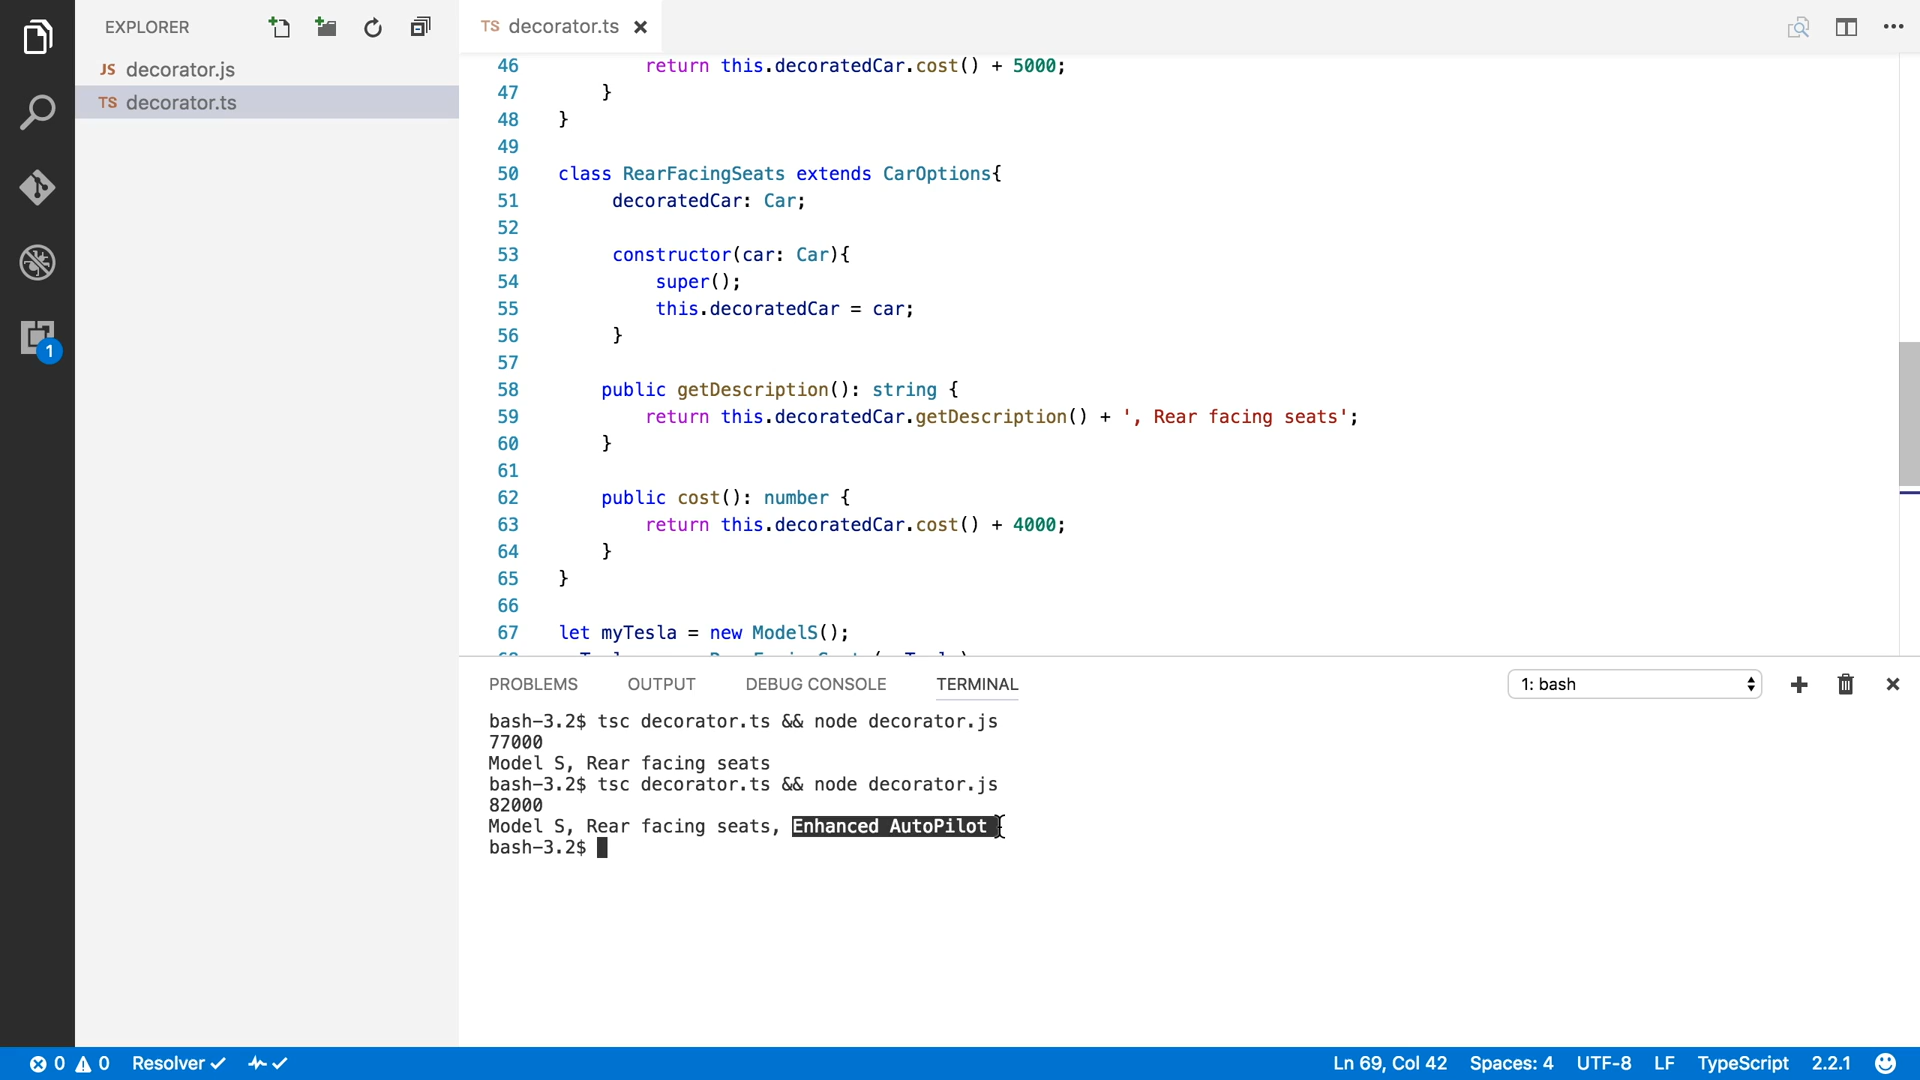 EXPLORER
JS decorator.js
TS decorator.ts
1
TS decorator.ts
46 return this.decoratedCar.cost() + 5000;
47 }
48 }
49
50 class RearFacingSeats extends CarOptions{
51 decoratedCar: Car;
52
53 constructor(car: Car){
54 super();
55 this.decoratedCar = car;
56 }
57
58 public getDescription(): string {
59 return this.decoratedCar.getDescription() + ', Rear facing seats';
60 }
61
62 public cost(): number {
63 return this.decoratedCar.cost() + 4000;
64 }
65 }
66
67 let myTesla = new ModelS();
PROBLEMS OUTPUT DEBUG CONSOLE TERMINAL 1: bash
bash-3.2$ tsc decorator.ts && node decorator.js
77000
Model S, Rear facing seats
bash-3.2$ tsc decorator.ts && node decorator.js
82000
Model S, Rear facing seats, Enhanced AutoPilot
bash-3.2$
0 0 Resolver Ln 69, Col 42 Spaces: 4 UTF-8 LF TypeScript 2.2.1